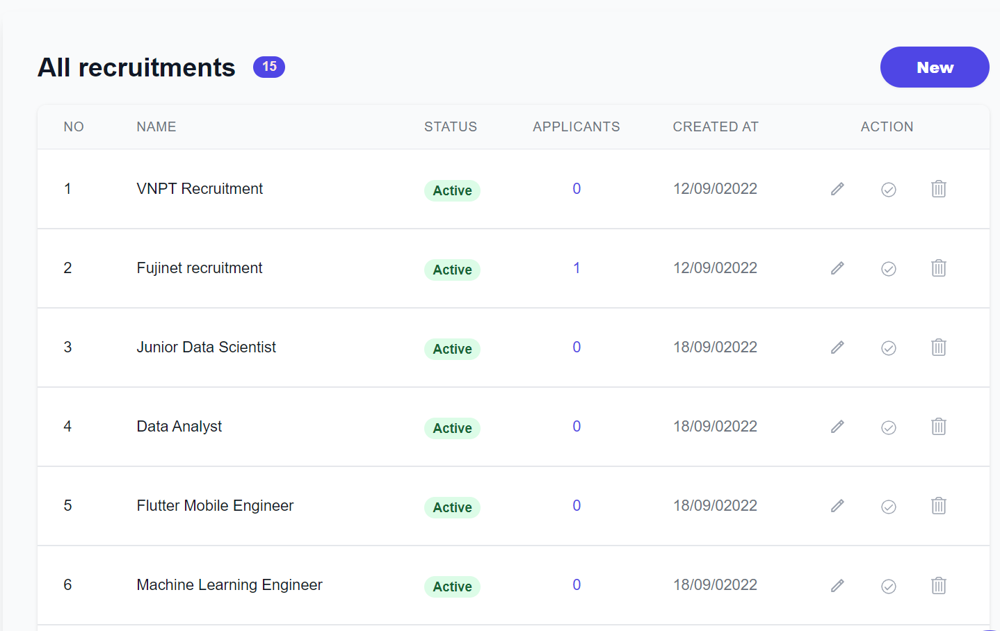 All recruitments 15 New
NO NAME STATUS APPLICANTS CREATED AT ACTION
1 VNPT Recruitment Active 0 12/09/02022
2 Fujinet recruitment Active 1 12/09/02022
3 Junior Data Scientist Active 0 18/09/02022
4 Data Analyst Active 0 18/09/02022
5 Flutter Mobile Engineer Active 0 18/09/02022
6 Machine Learning Engineer Active 0 18/09/02022